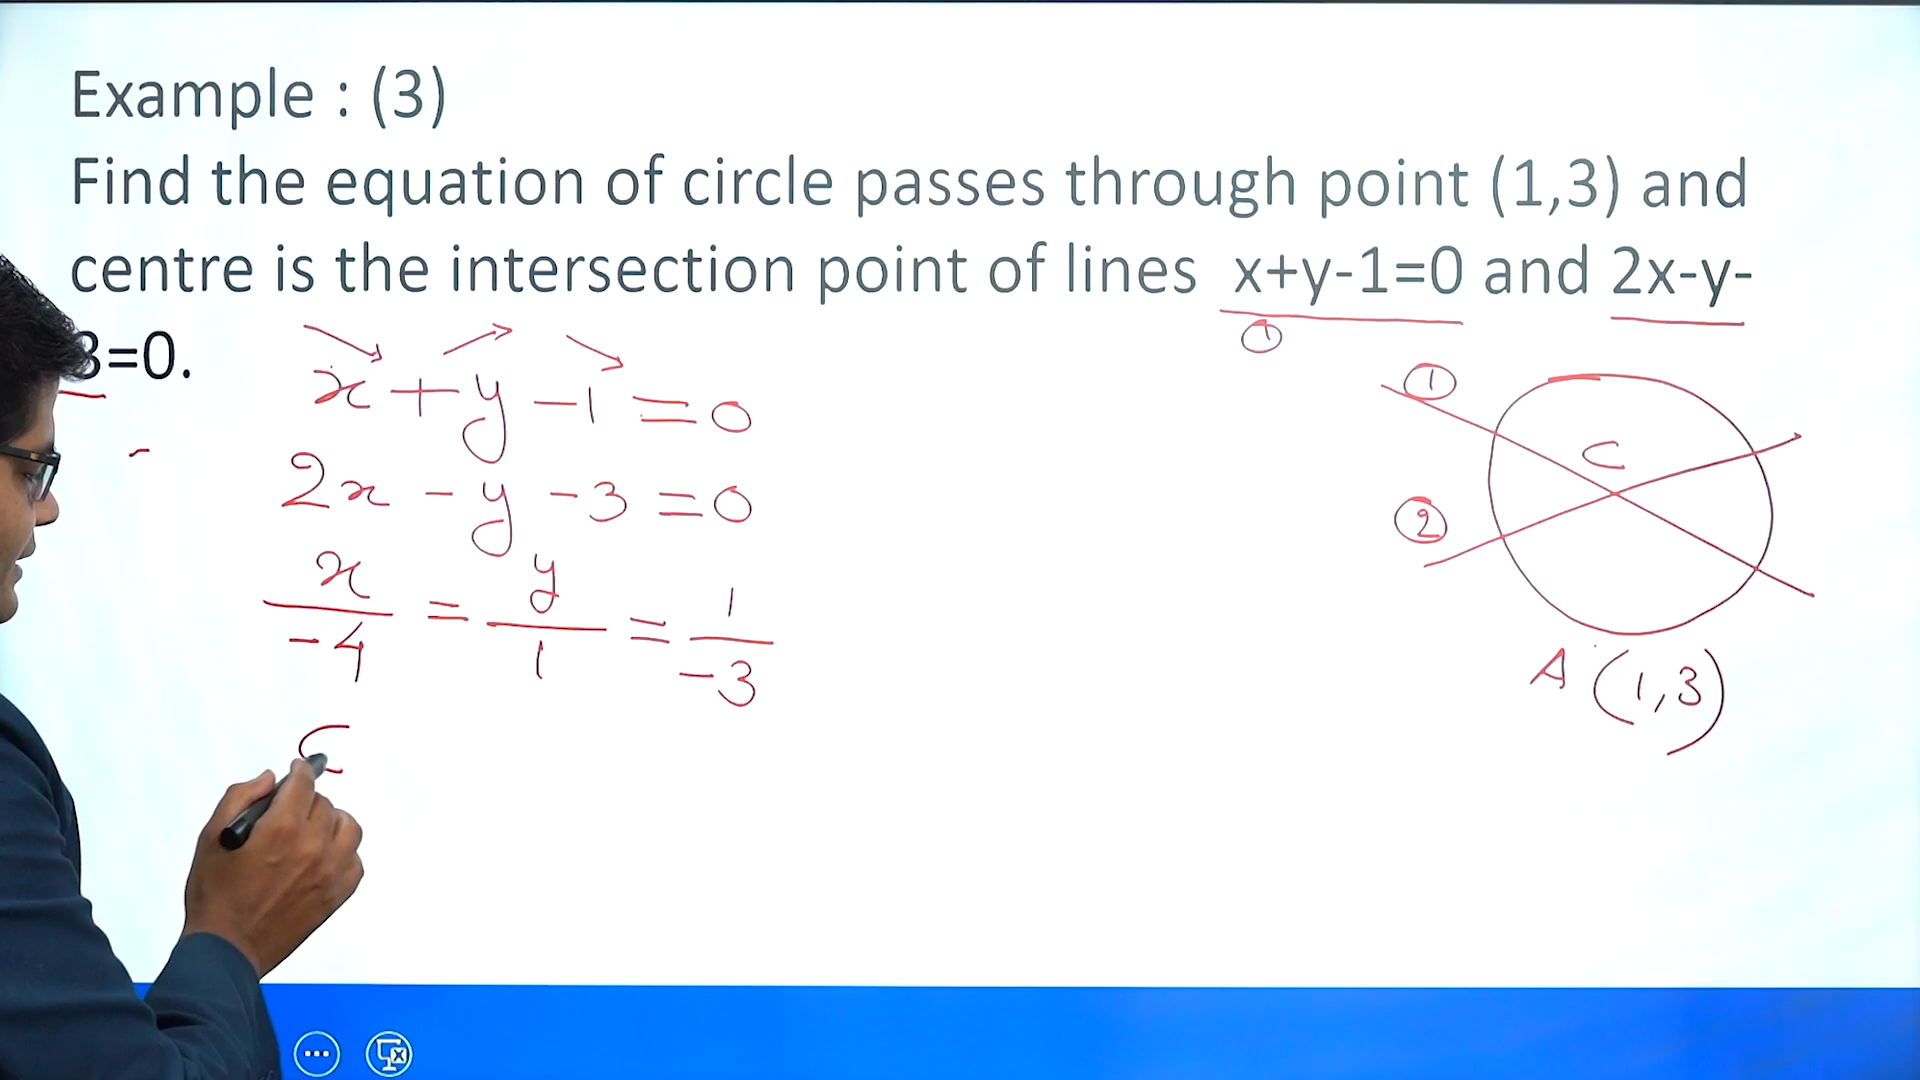 Example : (3)
Find the equation of circle passes through point (1,3) and
centre is the intersection point of lines x+y-1=0 and 2x-y-
3=0.
①
x + y - 1 = 0
2x - y - 3 = 0
x/-4 = y/1 = 1/-3
C
①
C
②
A (1,3)